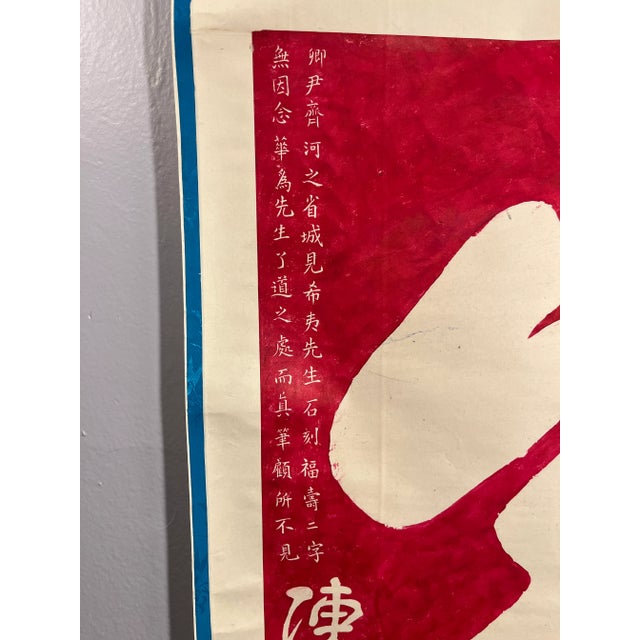 卿尹齊河之省城見希夷先生石刻福壽二字
無因念華為先生了道之處而真筆顧所不見
陳